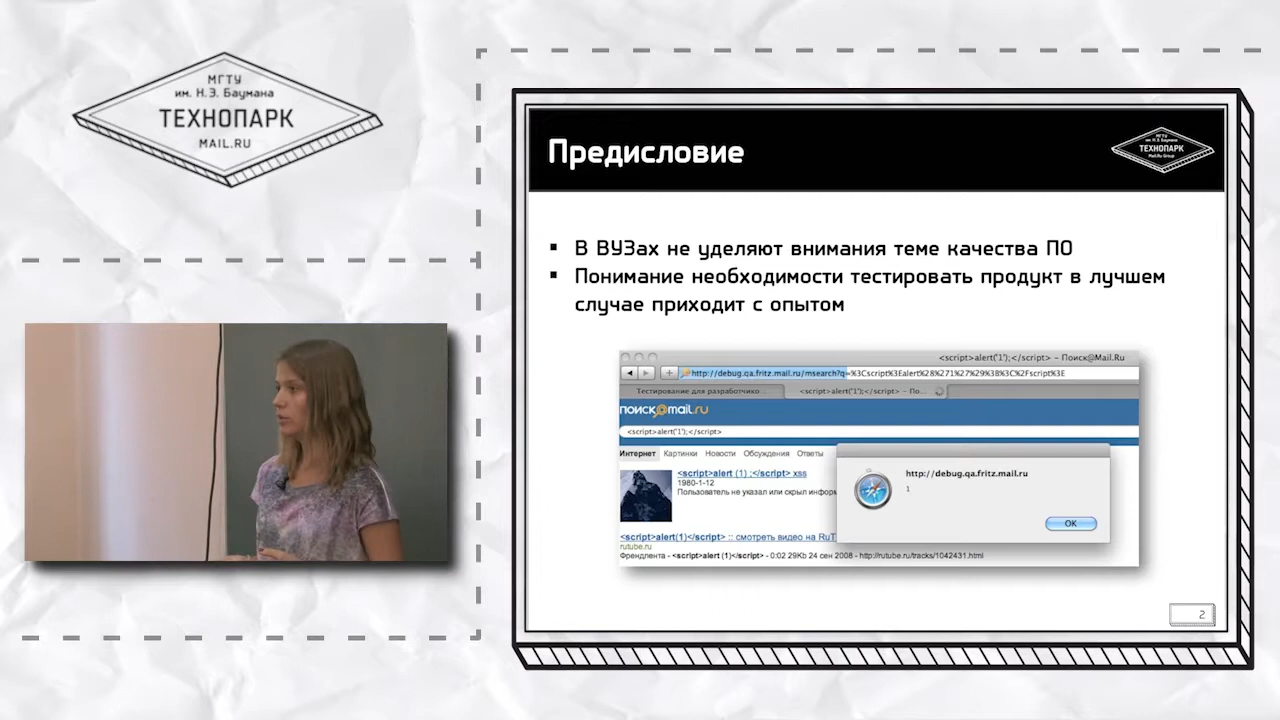 МГТУ
им. Н.Э. Баумана
ТЕХНОПАРК
MAIL.RU
Предисловие
МГТУ
им. Н.Э. Баумана
ТЕХНОПАРК
Mail.Ru Group
▪ В ВУЗах не уделяют внимания теме качества ПО
▪ Понимание необходимости тестировать продукт в лучшем
случае приходит с опытом
<script>alert('1');</script> – Поиск@Mail.Ru
http://debug.qa.fritz.mail.ru/msearch?q=%3Cscript%3Ealert%28%271%27%29%3B%3C%2Fscript%3E
Тестирование для разработчико...
<script>alert('1');</script> – По...
поиск@mail.ru
<script>alert('1');</script>
Интернет Картинки Новости Обсуждения Ответы
<script>alert (1) ;</script> xss
1980-1-12
Пользователь не указал или скрыл информ
http://debug.qa.fritz.mail.ru
1
OK
<script>alert(1)</script> :: смотреть видео на RuT
rutube.ru
Френдлента - <script>alert (1)</script> - 0:02 29Kb 24 сен 2008 - http://rutube.ru/tracks/1042431.html
2